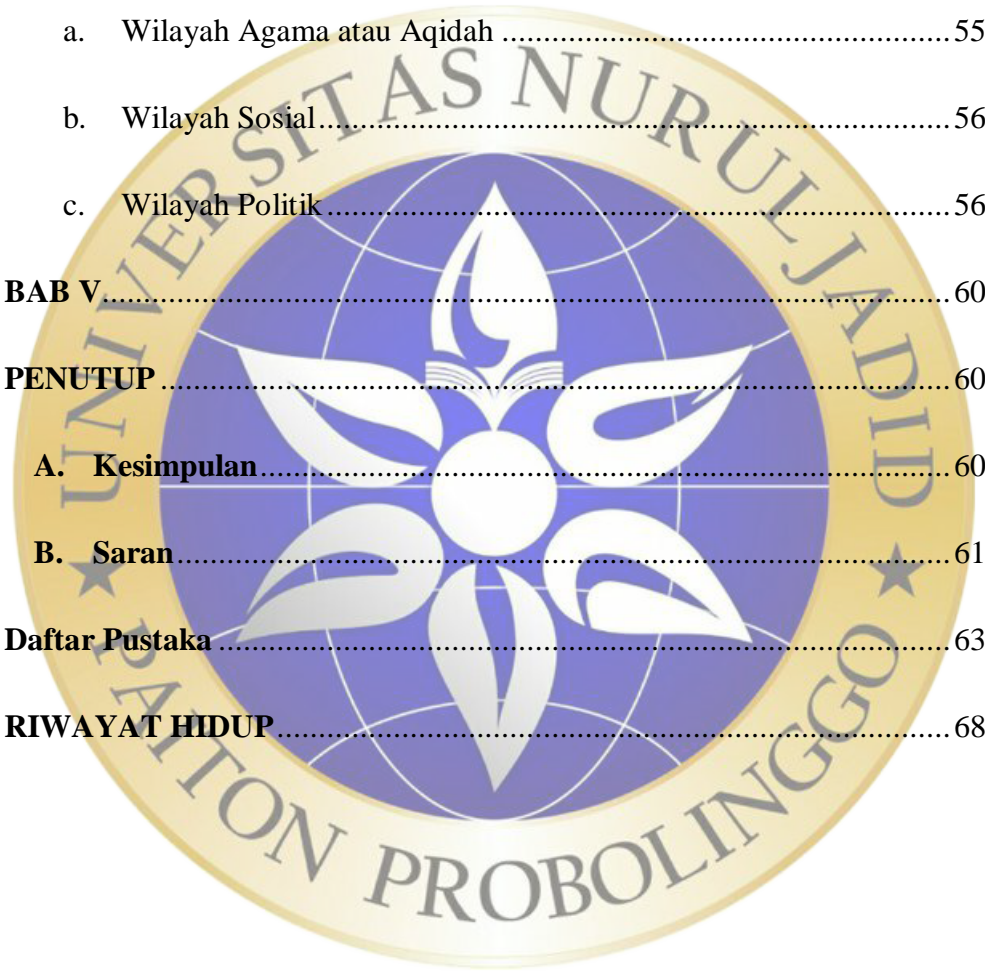 a. Wilayah Agama atau Aqidah ........................................................ 55
b. Wilayah Sosial ........................................................ 56
c. Wilayah Politik ........................................................ 56
BAB V ........................................................ 60
PENUTUP ........................................................ 60
A. Kesimpulan ........................................................ 60
B. Saran ........................................................ 61
Daftar Pustaka ........................................................ 63
RIWAYAT HIDUP ........................................................ 68
UNIVERSITAS NURUL JADID
PAITON PROBOLINGGO